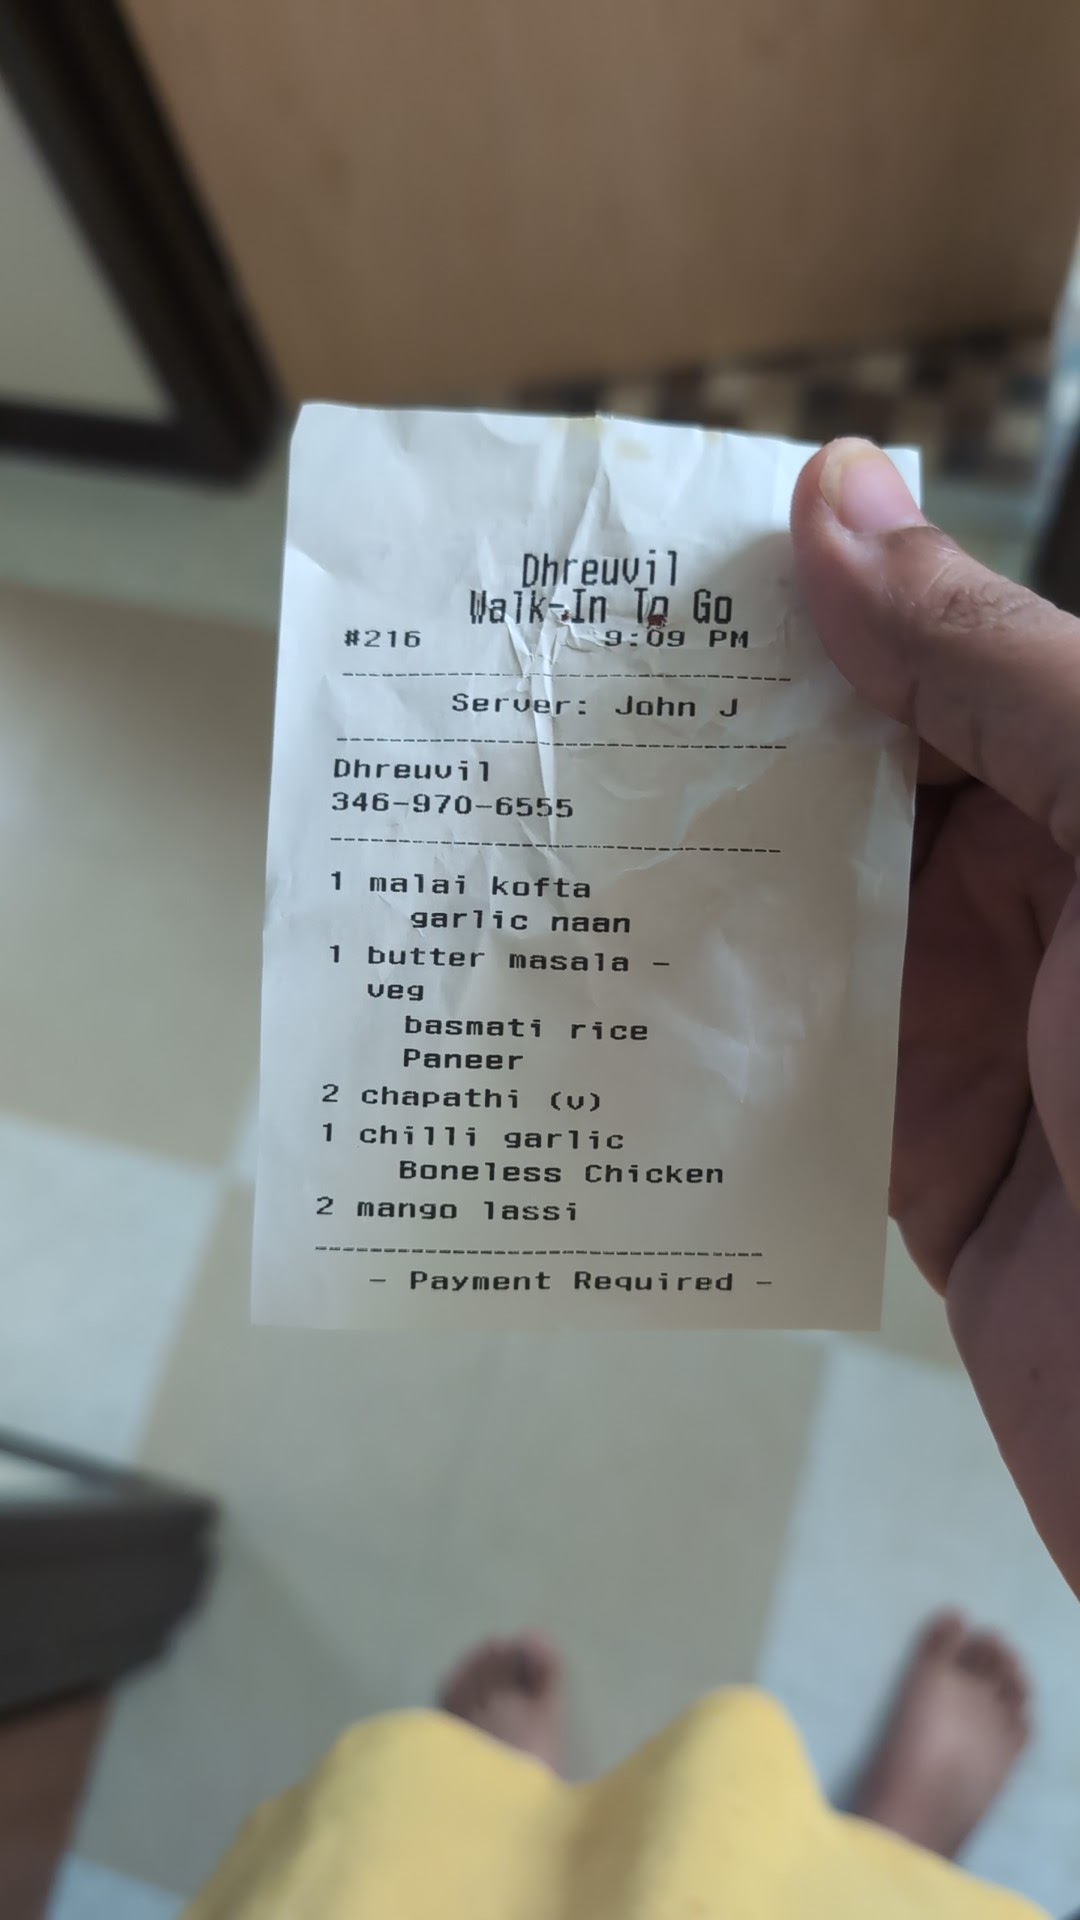 Dhreuvil
Walk-In To Go
#216 9:09 PM
--------------------------------
Server: John J
--------------------------------
Dhreuvil
346-970-6555
--------------------------------
1 malai kofta
garlic naan
1 butter masala -
veg
basmati rice
Paneer
2 chapathi (v)
1 chilli garlic
Boneless Chicken
2 mango lassi
--------------------------------
- Payment Required -